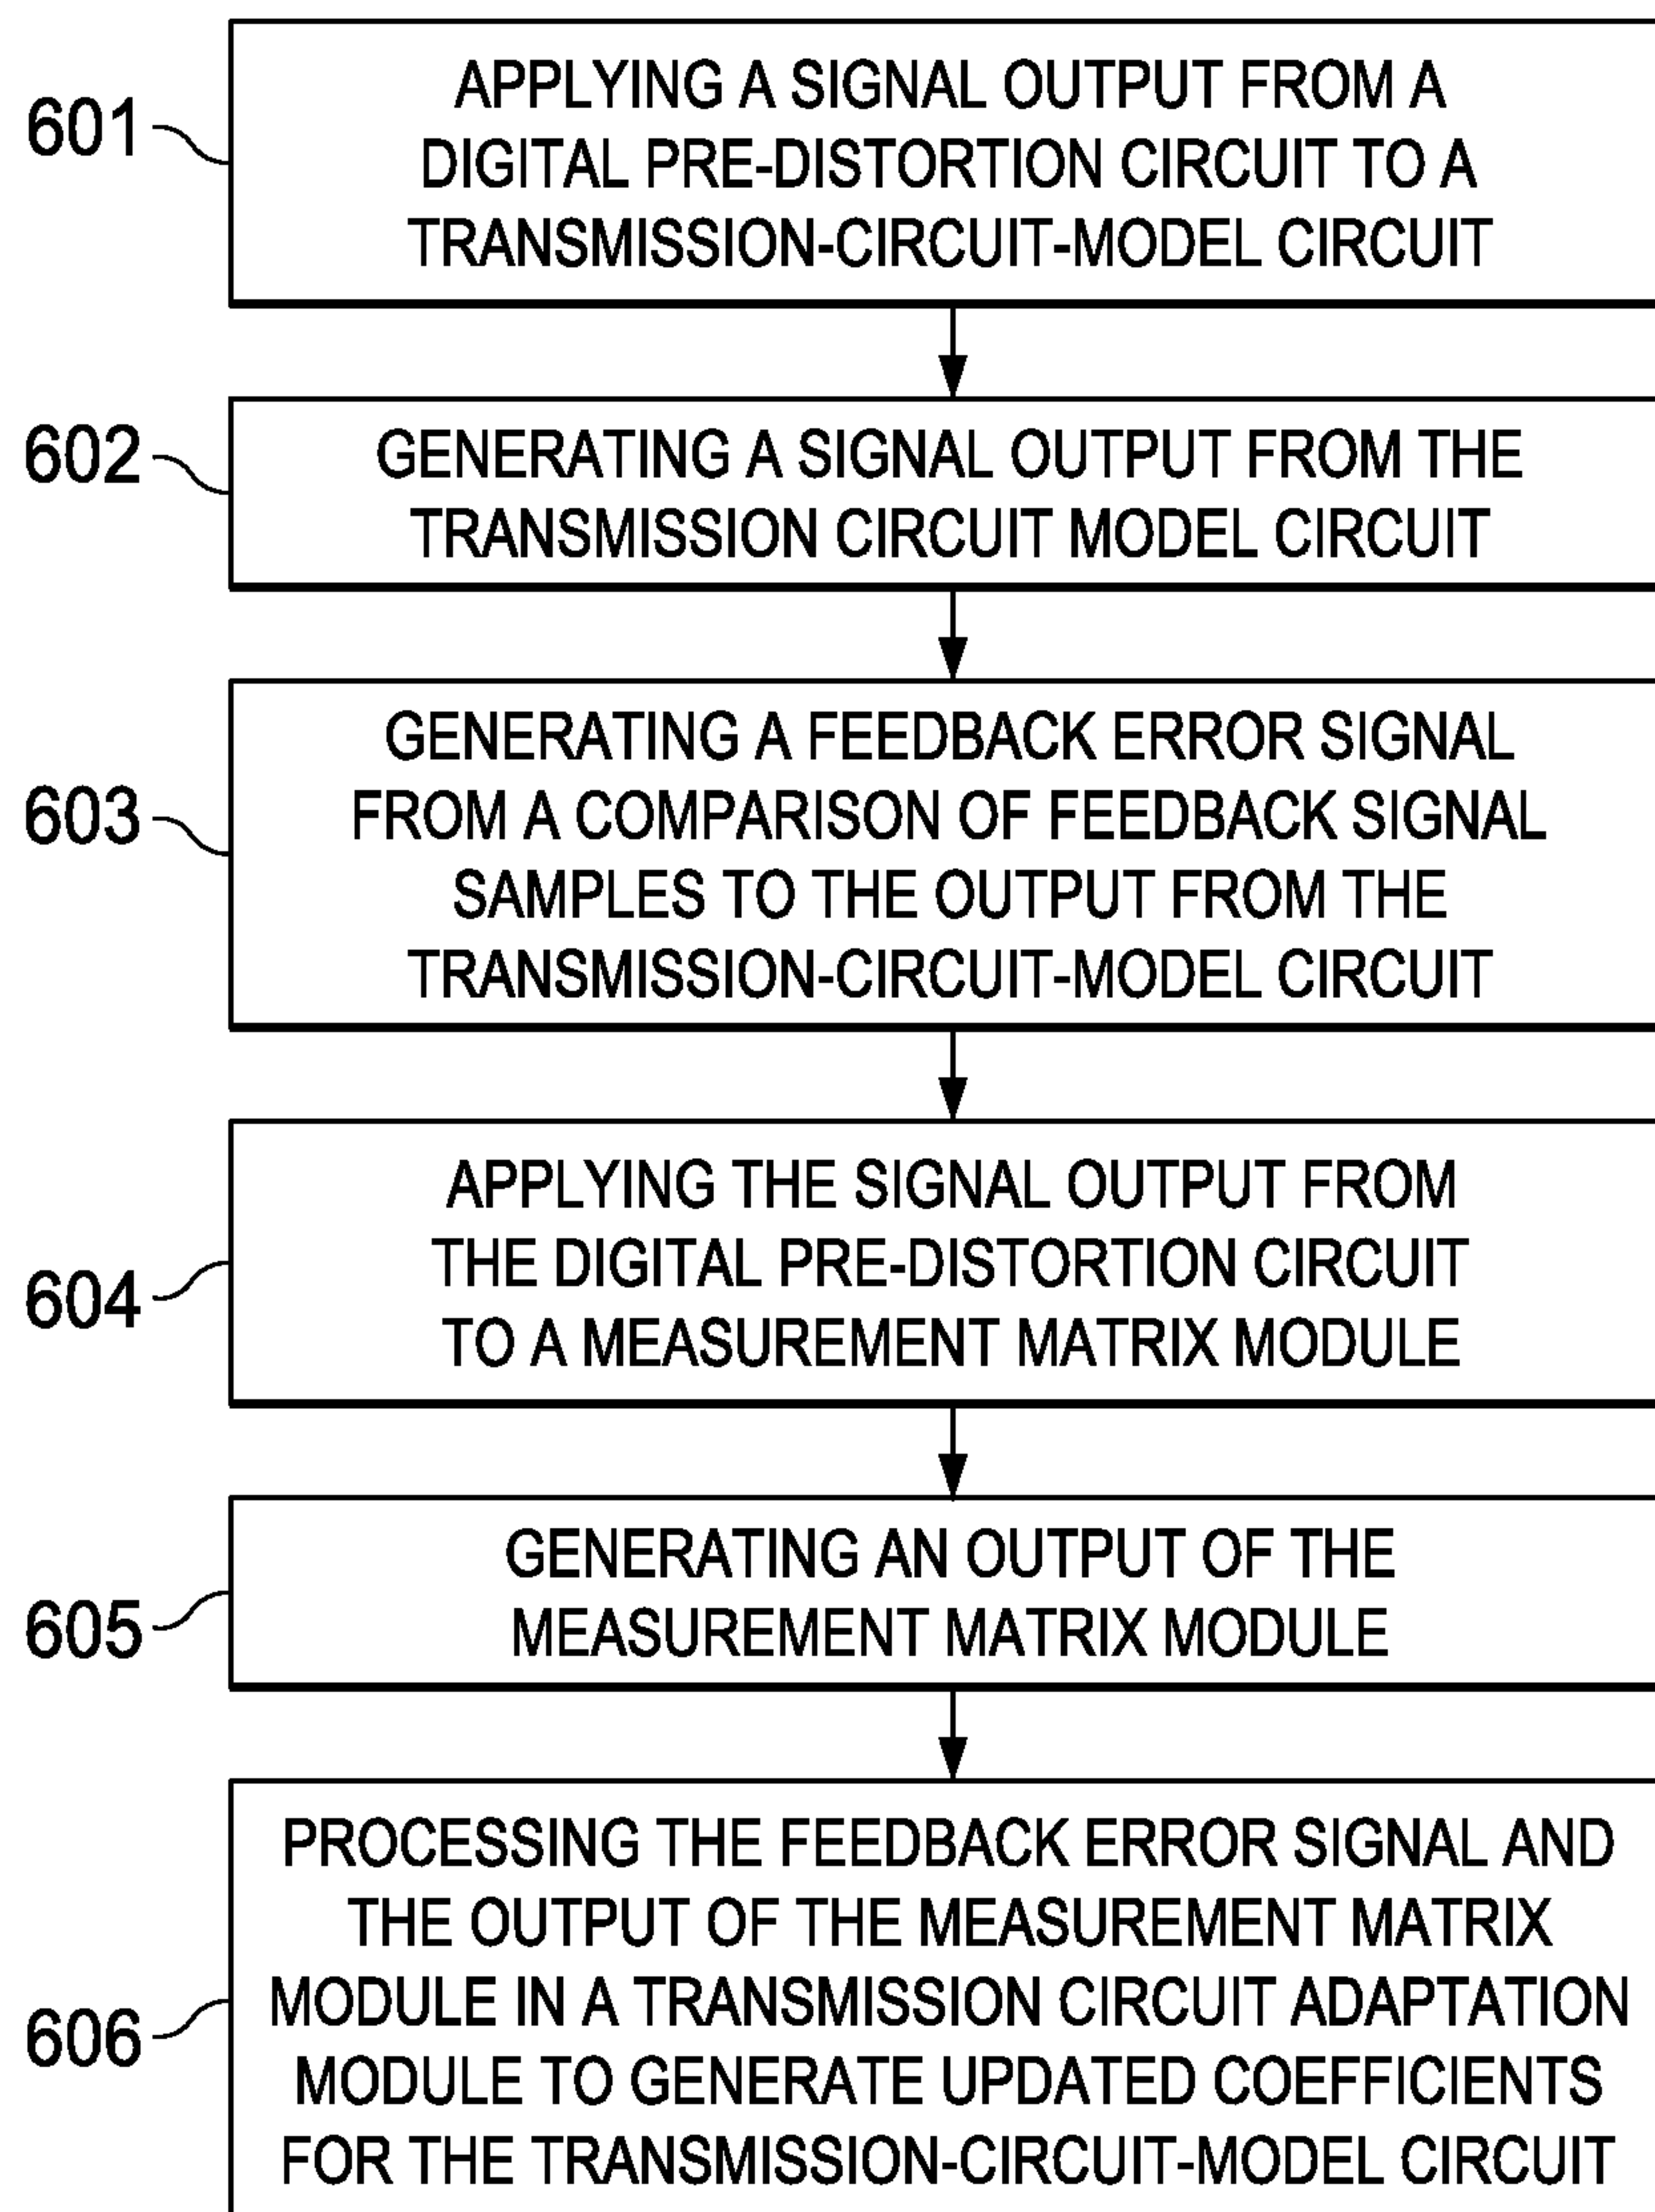 601
APPLYING A SIGNAL OUTPUT FROM A
DIGITAL PRE-DISTORTION CIRCUIT TO A
TRANSMISSION-CIRCUIT-MODEL CIRCUIT
602
GENERATING A SIGNAL OUTPUT FROM THE
TRANSMISSION CIRCUIT MODEL CIRCUIT
603
GENERATING A FEEDBACK ERROR SIGNAL
FROM A COMPARISON OF FEEDBACK SIGNAL
SAMPLES TO THE OUTPUT FROM THE
TRANSMISSION-CIRCUIT-MODEL CIRCUIT
604
APPLYING THE SIGNAL OUTPUT FROM
THE DIGITAL PRE-DISTORTION CIRCUIT
TO A MEASUREMENT MATRIX MODULE
605
GENERATING AN OUTPUT OF THE
MEASUREMENT MATRIX MODULE
606
PROCESSING THE FEEDBACK ERROR SIGNAL AND
THE OUTPUT OF THE MEASUREMENT MATRIX
MODULE IN A TRANSMISSION CIRCUIT ADAPTATION
MODULE TO GENERATE UPDATED COEFFICIENTS
FOR THE TRANSMISSION-CIRCUIT-MODEL CIRCUIT